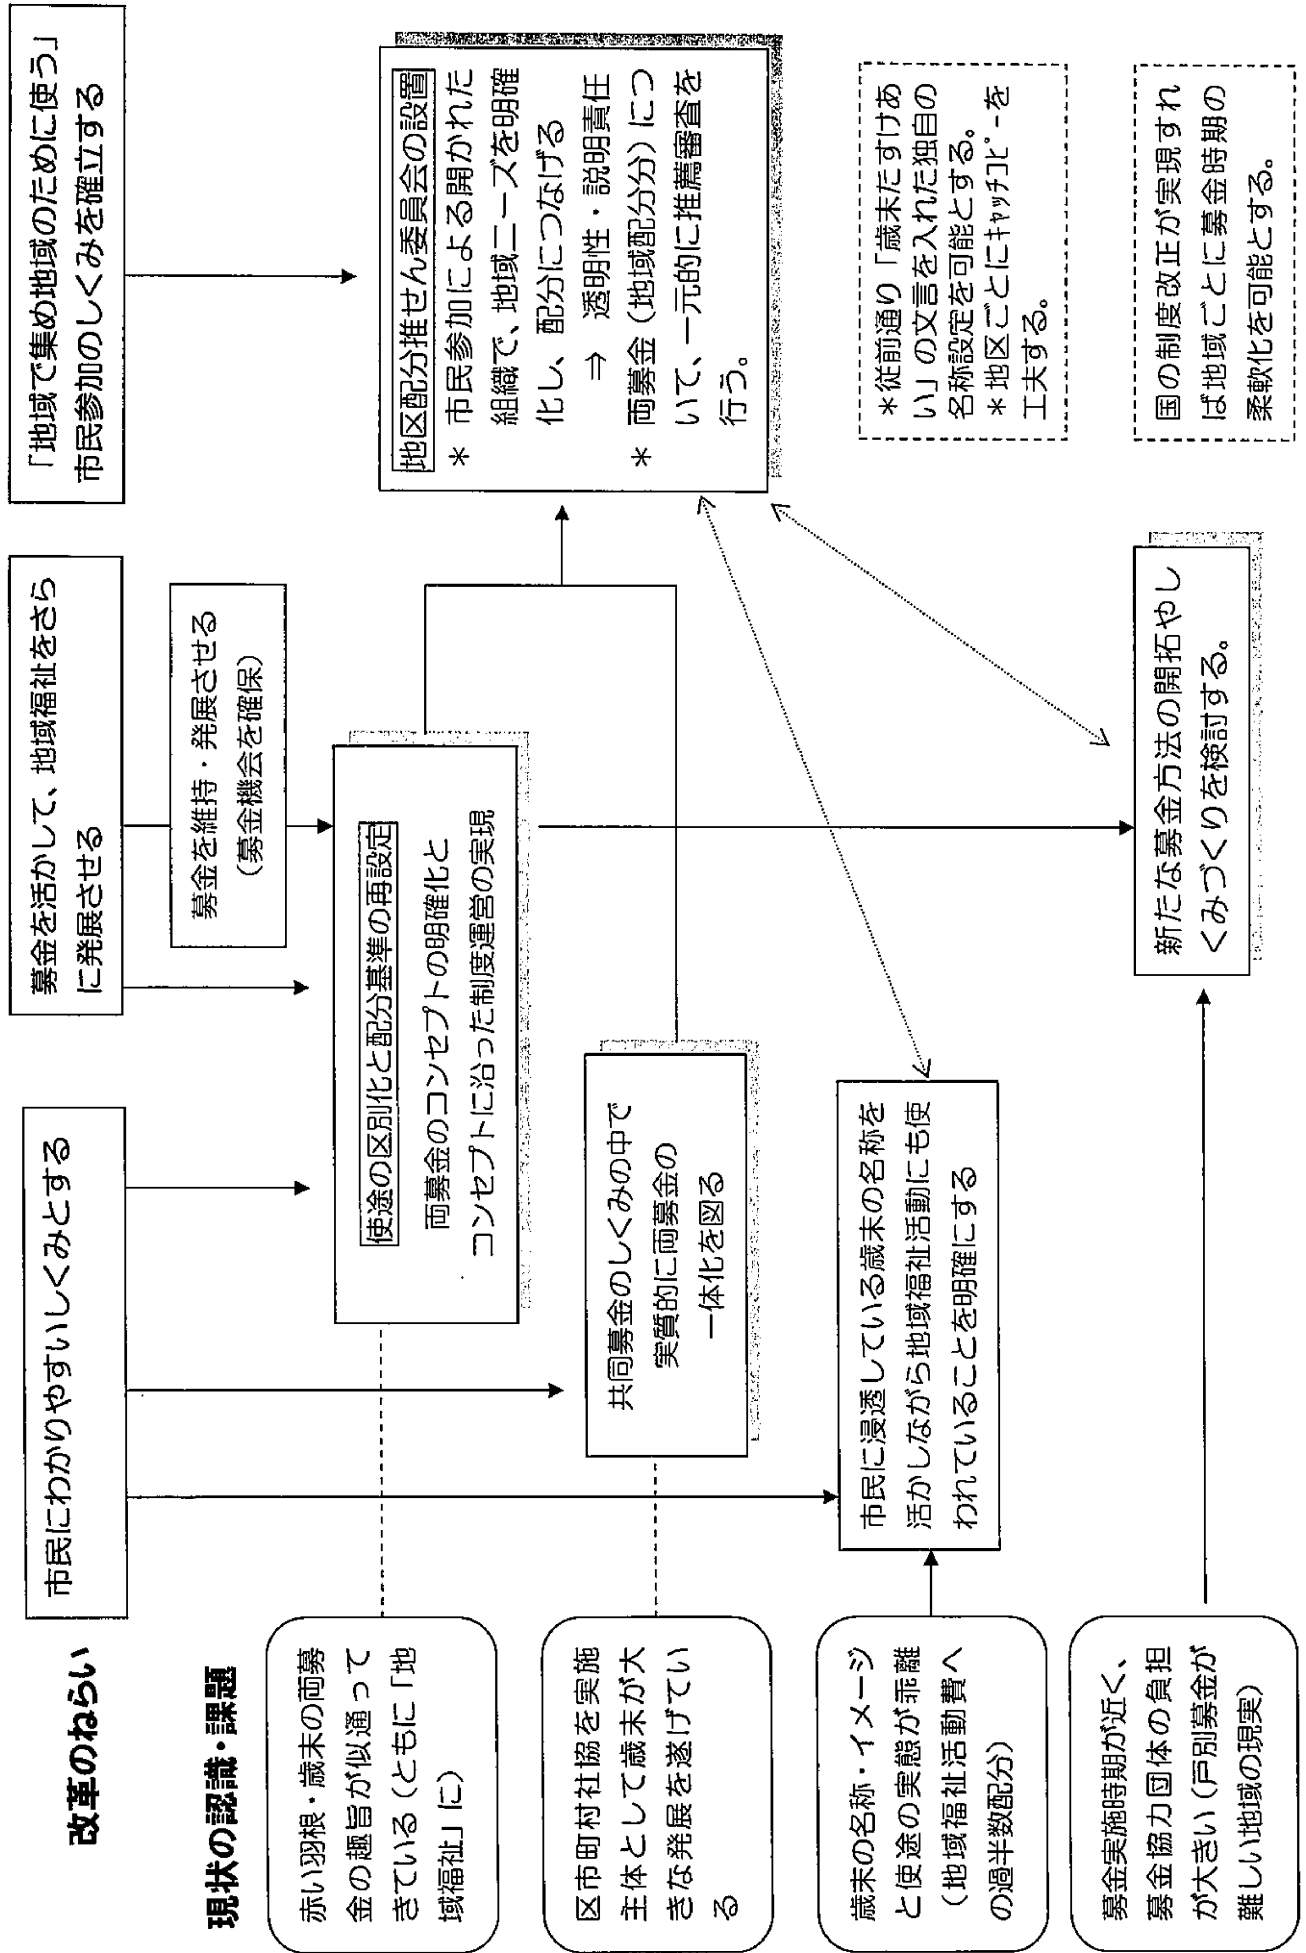 改革のねらい
市民にわかりやすいしくみとする
募金を活かして、地域福祉をさら
に発展させる
「地域で集め地域のために使う」
市民参加のしくみを確立する
募金を維持・発展させる
（募金機会を確保）
現状の認識・課題
赤い羽根・歳末の両募
金の趣旨が似通って
きている（ともに「地
域福祉」に）
使途の区別化と配分基準の再設定
両募金のコンセプトの明確化と
コンセプトに沿った制度運営の実現
地区配分推せん委員会の設置
＊ 市民参加による開かれた
組織で、地域ニーズを明確
化し、配分につなげる
⇒ 透明性・説明責任
＊ 両募金（地域配分分）につ
いて、一元的に推薦審査を
行う。
区市町村社協を実施
主体として歳末が大
きな発展を遂げてい
る
共同募金のしくみの中で
実質的に両募金の
一体化を図る
歳末の名称・イメージ
と使途の実態が乖離
（地域福祉活動費へ
の過半数配分）
市民に浸透している歳末の名称を
活かしながら地域福祉活動にも使
われていることを明確にする
＊従前通り「歳末たすけあ
い」の文言を入れた独自の
名称設定を可能とする。
＊地区ごとにｷｬｯﾁｺﾋﾟｰを
工夫する。
募金実施時期が近く、
募金協力団体の負担
が大きい（戸別募金が
難しい地域の現実）
新たな募金方法の開拓やし
くみづくりを検討する。
国の制度改正が実現すれ
ば地域ごとに募金時期の
柔軟化を可能とする。